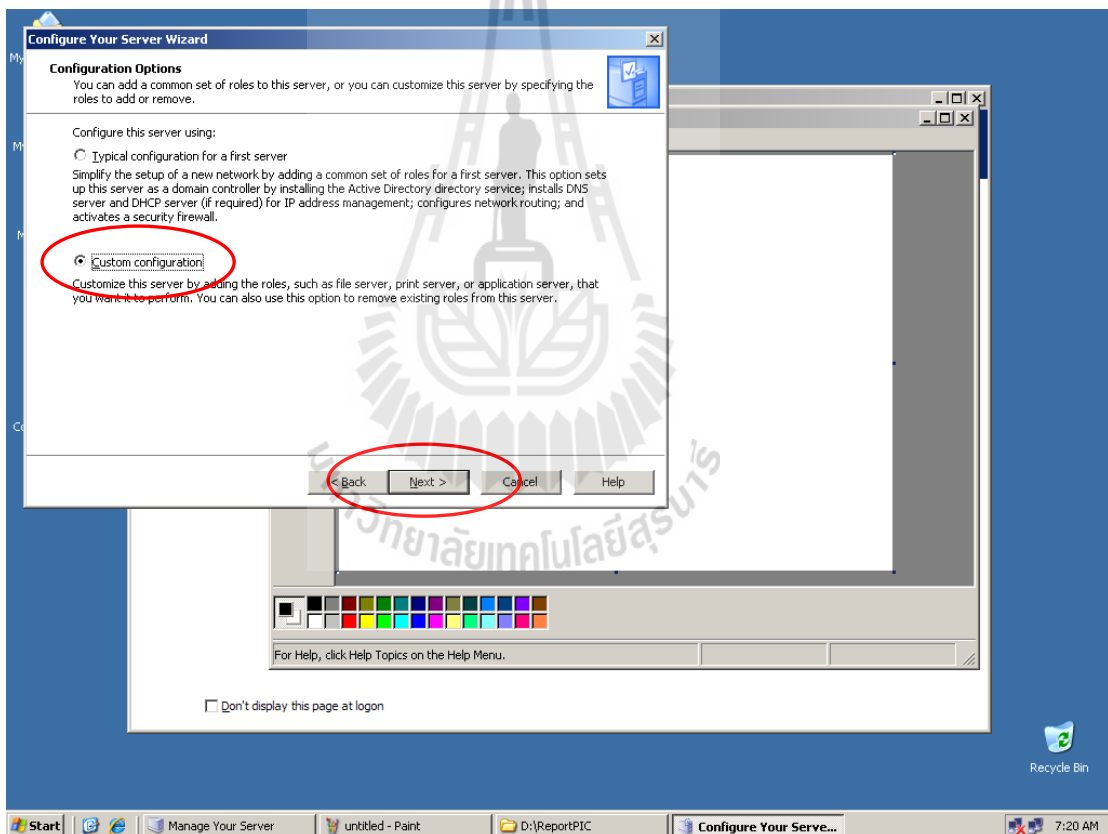 Configure Your Server Wizard
Configuration Options
You can add a common set of roles to this server, or you can customize this server by specifying the
roles to add or remove.
Configure this server using:
Typical configuration for a first server
Simplify the setup of a new network by adding a common set of roles for a first server. This option sets
up this server as a domain controller by installing the Active Directory directory service; installs DNS
server and DHCP server (if required) for IP address management; configures network routing; and
activates a security firewall.
Custom configuration
Customize this server by adding the roles, such as file server, print server, or application server, that
you want it to perform. You can also use this option to remove existing roles from this server.
< Back Next > Cancel Help
มหาวิทยาลัยเทคโนโลยีสุรนารี
For Help, click Help Topics on the Help Menu.
Don't display this page at logon
Recycle Bin
Start Manage Your Server untitled - Paint D:\ReportPIC Configure Your Serve... 7:20 AM